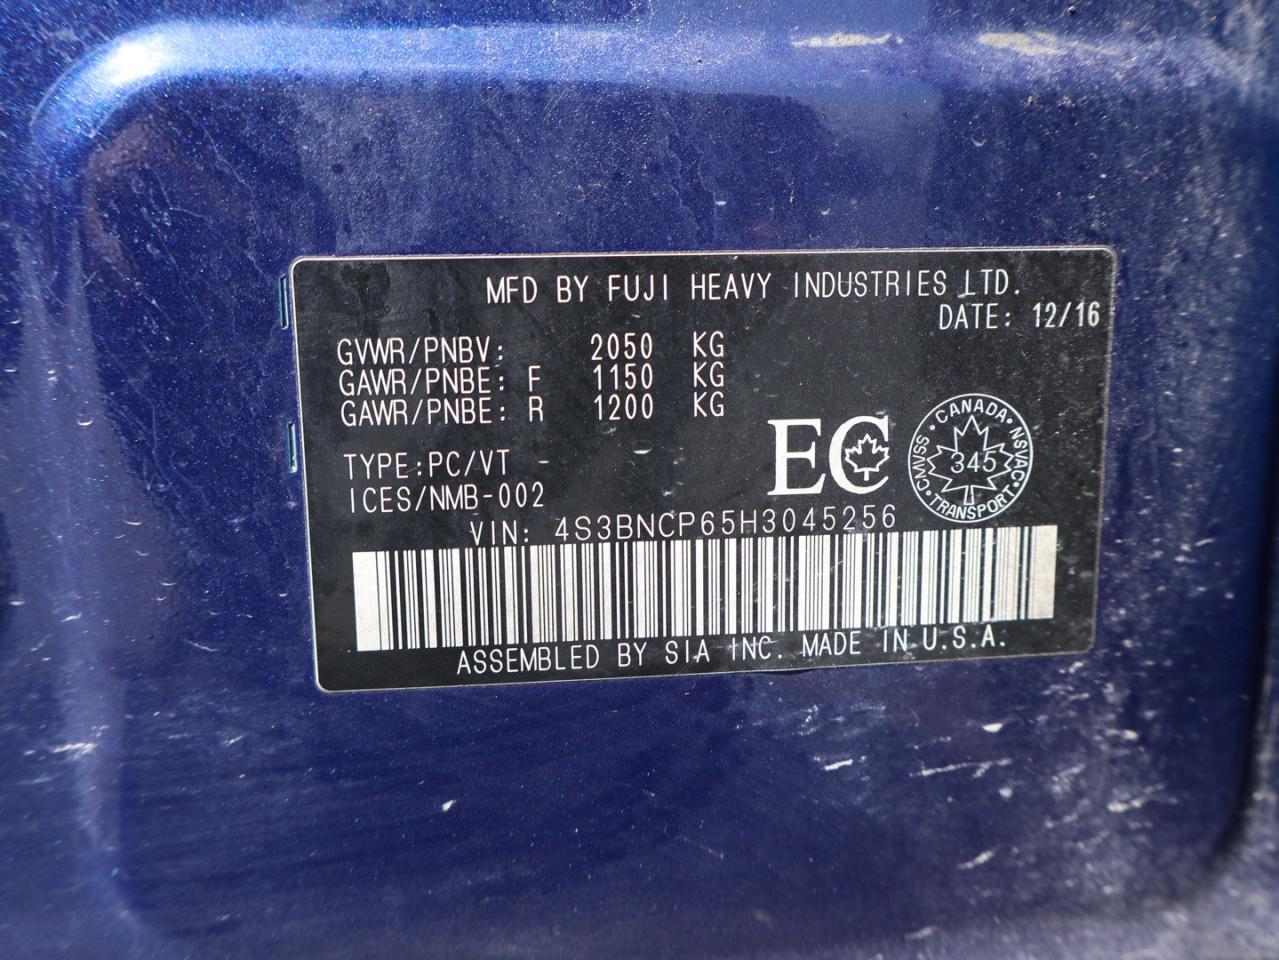 MFD BY FUJI HEAVY INDUSTRIES LTD.
DATE: 12/16
GVWR/PNBV: 2050 KG
GAWR/PNBE: F 1150 KG
GAWR/PNBE: R 1200 KG
TYPE:PC/VT
ICES/NMB-002
EC
CANADA · NSVAC · TRANSPORT · CMVSS ·
345
VIN: 4S3BNCP65H3045256
ASSEMBLED BY SIA INC. MADE IN U.S.A.